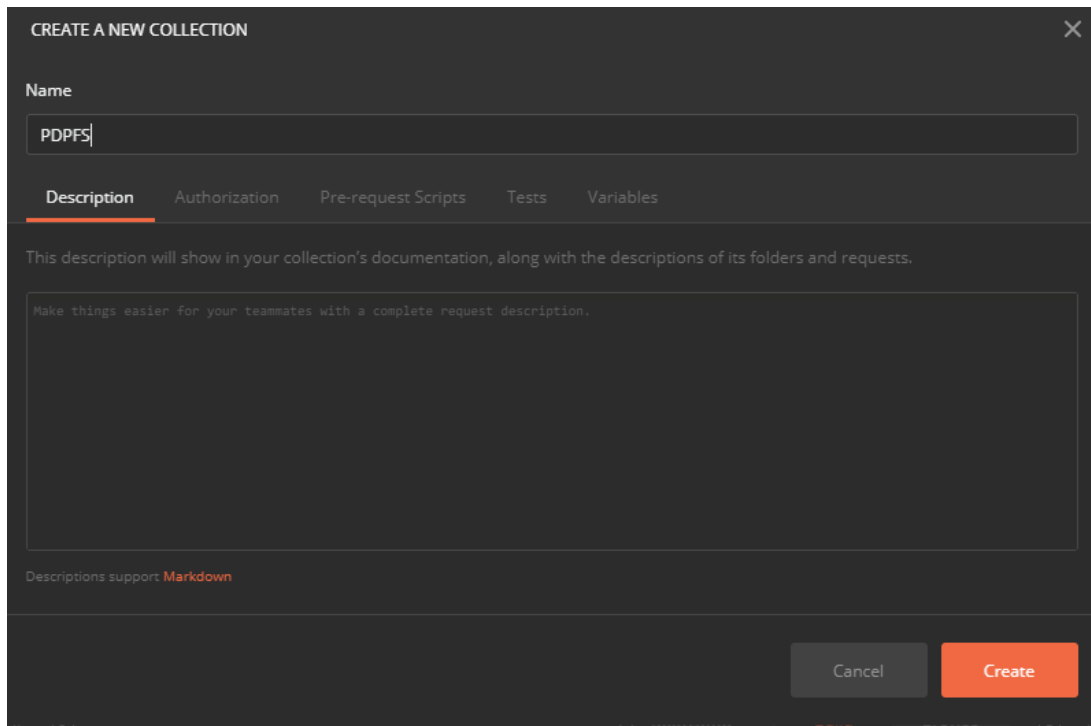 CREATE A NEW COLLECTION
Name
PDPFS
Description Authorization Pre-request Scripts Tests Variables
This description will show in your collection's documentation, along with the descriptions of its folders and requests.
Make things easier for your teammates with a complete request description.
Descriptions support Markdown
Cancel Create